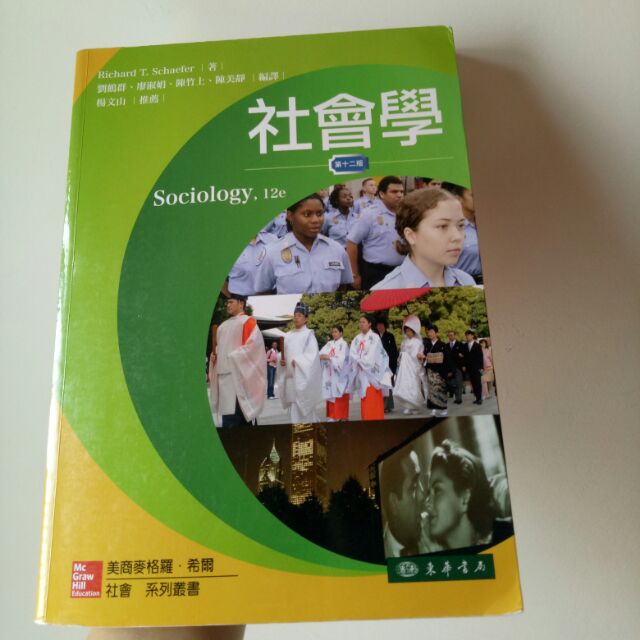 Richard T. Schaefer｜著｜
劉鶴群、廖淑娟、陳竹上、陳美靜｜編譯｜
楊文山｜推薦｜
社會學
第十二版
Sociology, 12e
Mc
Graw
Hill
Education
美商麥格羅・希爾
社會 系列叢書
東華書局